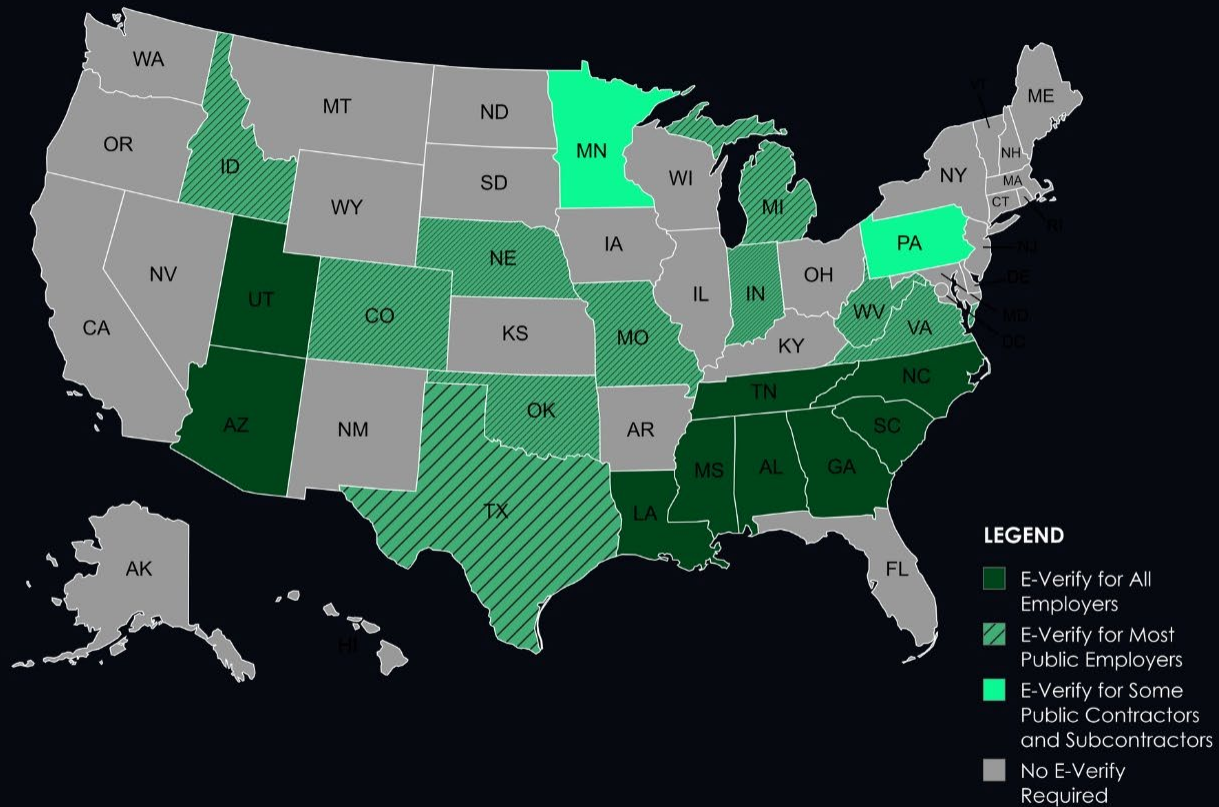 WA
MT
ND
MN
OR
ID
WY
SD
WI
MI
NY
VT
NH
ME
MA
CT
RI
NJ
DE
MD
DC
NV
UT
CO
NE
IA
IL
IN
OH
PA
WV
VA
CA
KS
MO
KY
AZ
NM
OK
AR
TN
NC
SC
TX
LA
MS
AL
GA
FL
AK
HI
LEGEND
E-Verify for All
Employers
E-Verify for Most
Public Employers
E-Verify for Some
Public Contractors
and Subcontractors
No E-Verify
Required